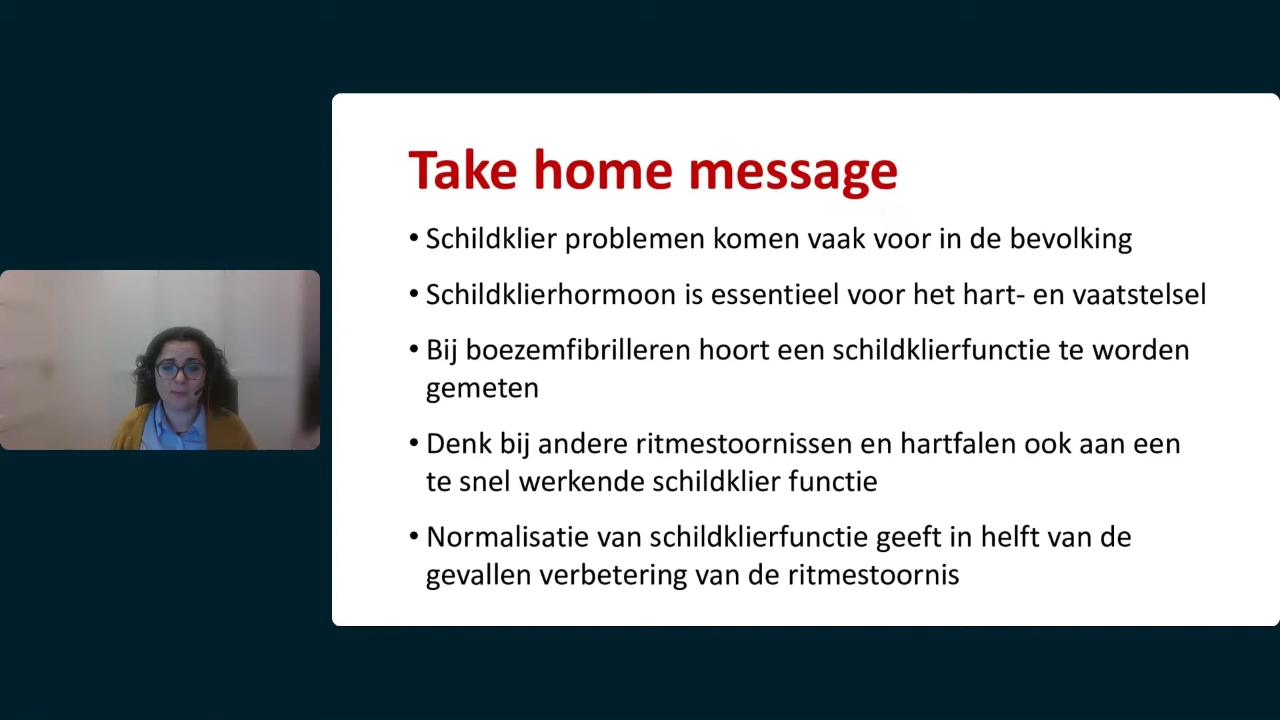 Take home message
• Schildklier problemen komen vaak voor in de bevolking
• Schildklierhormoon is essentieel voor het hart- en vaatstelsel
• Bij boezemfibrilleren hoort een schildklierfunctie te worden
gemeten
• Denk bij andere ritmestoornissen en hartfalen ook aan een
te snel werkende schildklier functie
• Normalisatie van schildklierfunctie geeft in helft van de
gevallen verbetering van de ritmestoornis